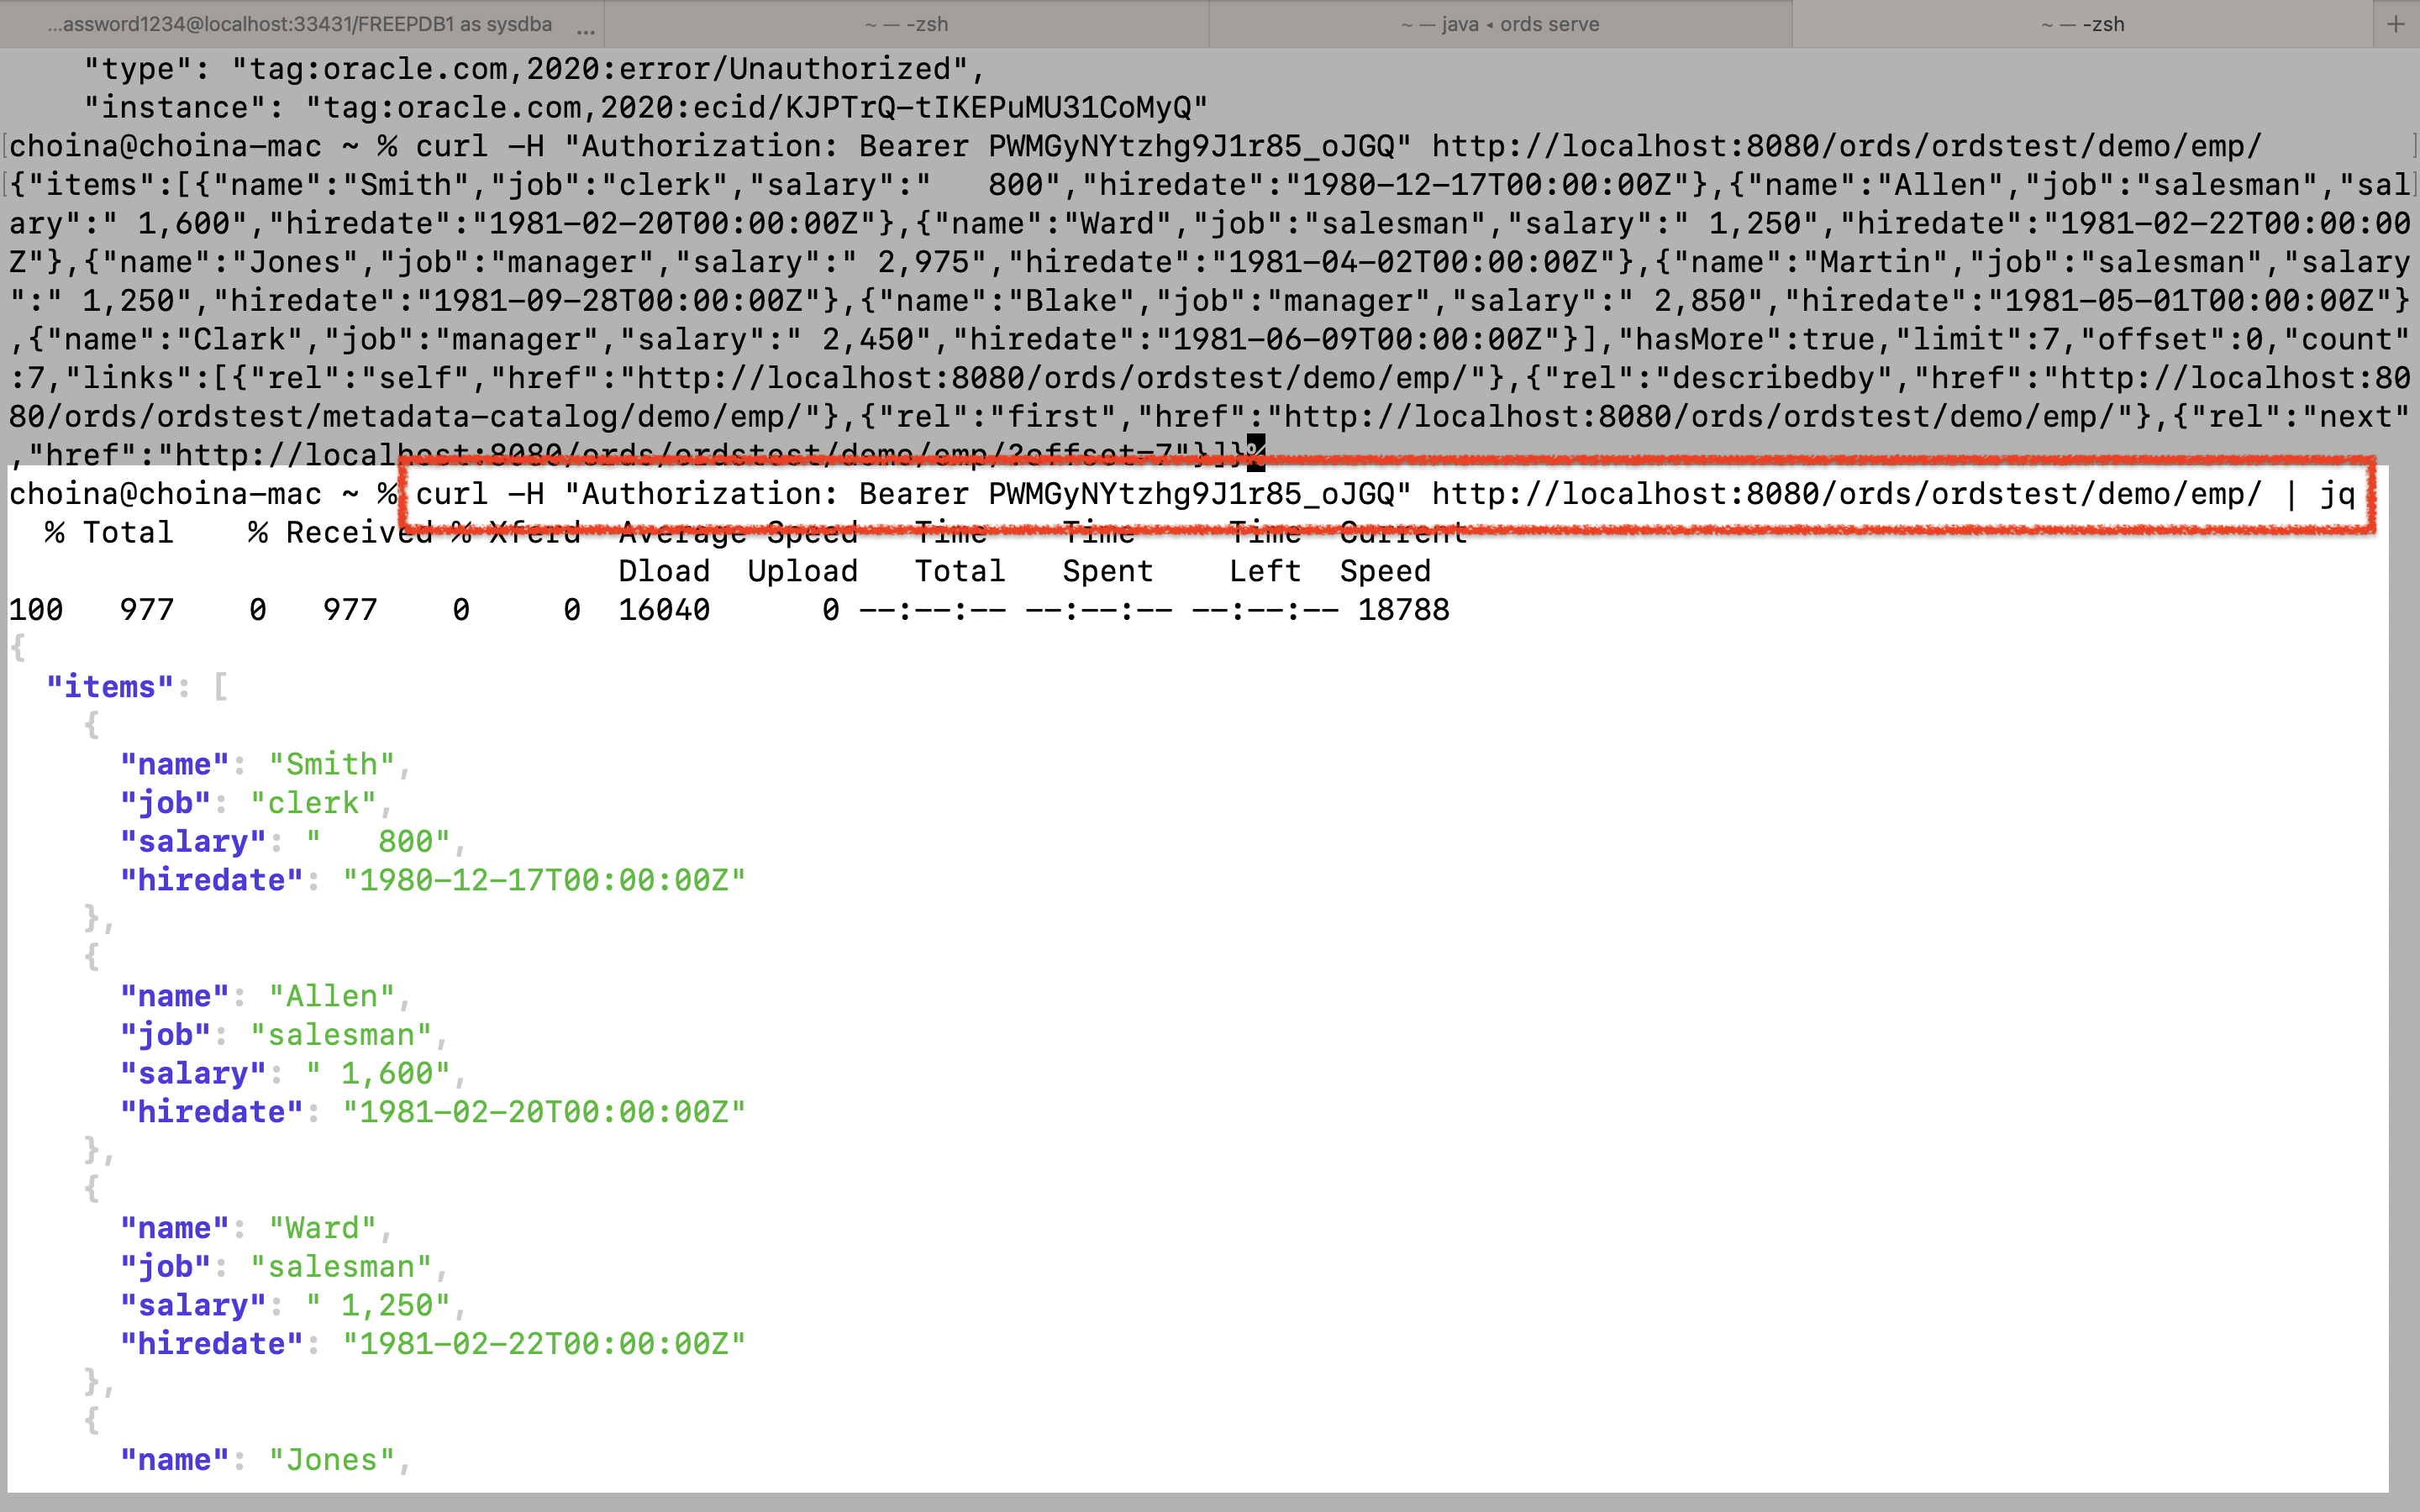 ...assword1234@localhost:33431/FREEPDB1 as sysdba ... ~ — -zsh ~ — java ◂ ords serve ~ — -zsh +
"type": "tag:oracle.com,2020:error/Unauthorized",
"instance": "tag:oracle.com,2020:ecid/KJPTrQ-tIKEPuMU31CoMyQ"
[choina@choina-mac ~ % curl -H "Authorization: Bearer PWMGyNYtzhg9J1r85_oJGQ" http://localhost:8080/ords/ordstest/demo/emp/ ]
[{"items":[{"name":"Smith","job":"clerk","salary":"   800","hiredate":"1980-12-17T00:00:00Z"},{"name":"Allen","job":"salesman","sal]
ary":" 1,600","hiredate":"1981-02-20T00:00:00Z"},{"name":"Ward","job":"salesman","salary":" 1,250","hiredate":"1981-02-22T00:00:00
Z"},{"name":"Jones","job":"manager","salary":" 2,975","hiredate":"1981-04-02T00:00:00Z"},{"name":"Martin","job":"salesman","salary
":" 1,250","hiredate":"1981-09-28T00:00:00Z"},{"name":"Blake","job":"manager","salary":" 2,850","hiredate":"1981-05-01T00:00:00Z"}
,{"name":"Clark","job":"manager","salary":" 2,450","hiredate":"1981-06-09T00:00:00Z"}],"hasMore":true,"limit":7,"offset":0,"count"
:7,"links":[{"rel":"self","href":"http://localhost:8080/ords/ordstest/demo/emp/"},{"rel":"describedby","href":"http://localhost:80
80/ords/ordstest/metadata-catalog/demo/emp/"},{"rel":"first","href":"http://localhost:8080/ords/ordstest/demo/emp/"},{"rel":"next"
,"href":"http://localhost:8080/ords/ordstest/demo/emp/?offset=7"}]}%
choina@choina-mac ~ % curl -H "Authorization: Bearer PWMGyNYtzhg9J1r85_oJGQ" http://localhost:8080/ords/ordstest/demo/emp/ | jq
% Total    % Received % Xferd  Average Speed   Time    Time     Time  Current
Dload  Upload   Total   Spent    Left  Speed
100   977    0   977    0     0  16040      0 --:--:-- --:--:-- --:--:-- 18788
{
"items": [
{
"name": "Smith",
"job": "clerk",
"salary": "   800",
"hiredate": "1980-12-17T00:00:00Z"
},
{
"name": "Allen",
"job": "salesman",
"salary": " 1,600",
"hiredate": "1981-02-20T00:00:00Z"
},
{
"name": "Ward",
"job": "salesman",
"salary": " 1,250",
"hiredate": "1981-02-22T00:00:00Z"
},
{
"name": "Jones",